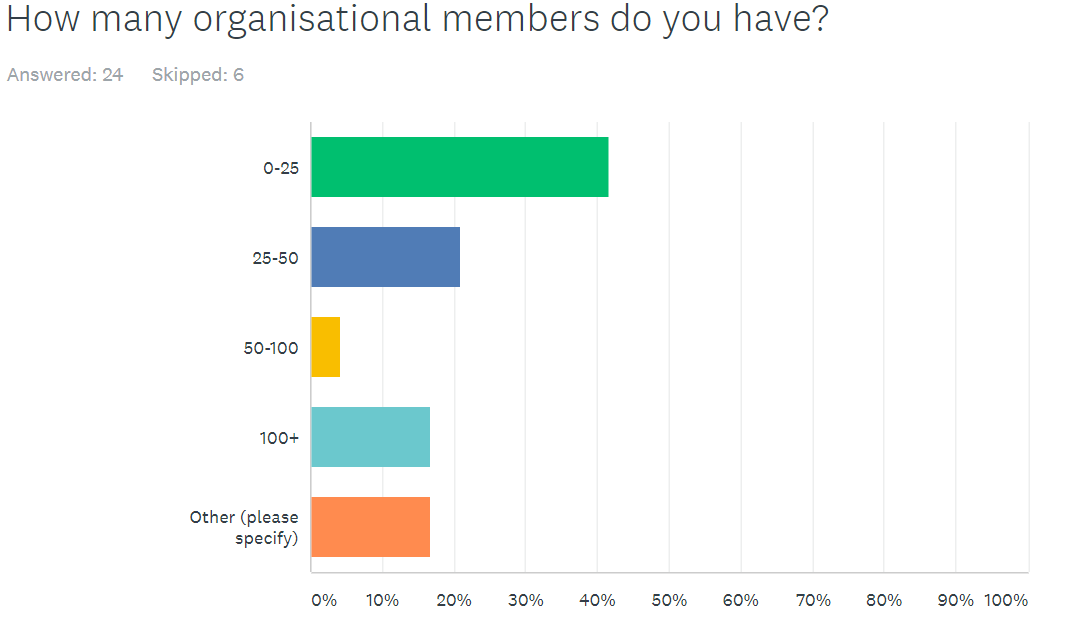 How many organisational members do you have?
Answered: 24 Skipped: 6
0-25
25-50
50-100
100+
Other (please
specify)
0% 10% 20% 30% 40% 50% 60% 70% 80% 90% 100%